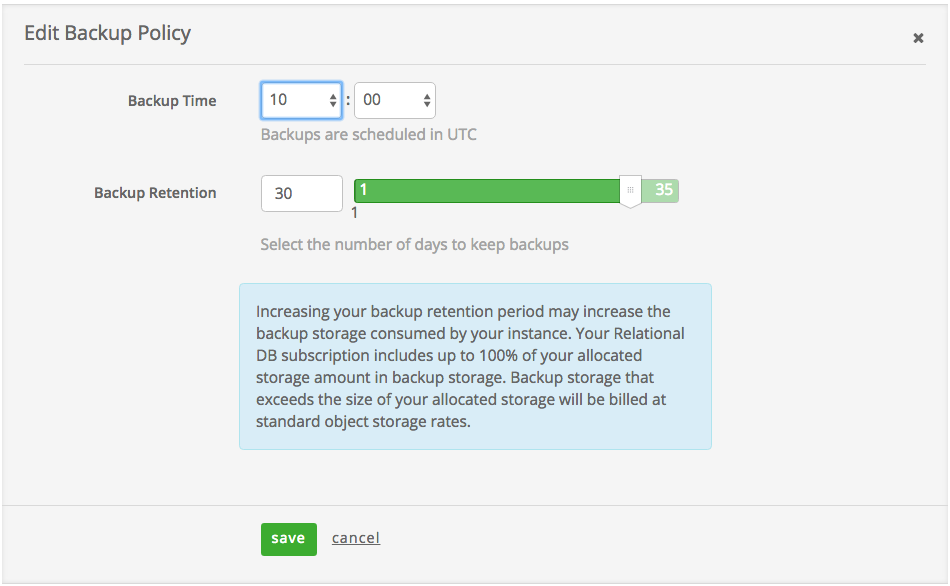 Edit Backup Policy
✖
Backup Time 10 : 00
Backups are scheduled in UTC
Backup Retention 30 1 35
1
Select the number of days to keep backups
Increasing your backup retention period may increase the
backup storage consumed by your instance. Your Relational
DB subscription includes up to 100% of your allocated
storage amount in backup storage. Backup storage that
exceeds the size of your allocated storage will be billed at
standard object storage rates.
save cancel